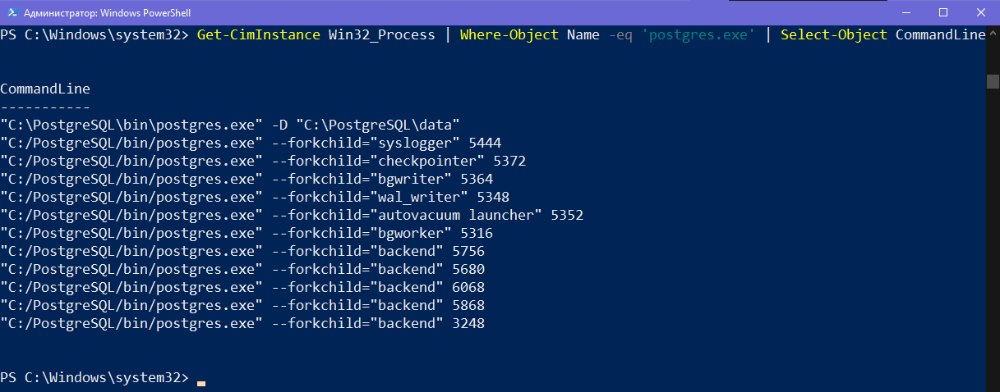 Администратор: Windows PowerShell
PS C:\Windows\system32> Get-CimInstance Win32_Process | Where-Object Name -eq 'postgres.exe' | Select-Object CommandLine
CommandLine
-----------
"C:\PostgreSQL\bin\postgres.exe" -D "C:\PostgreSQL\data"
"C:/PostgreSQL/bin/postgres.exe" --forkchild="syslogger" 5444
"C:/PostgreSQL/bin/postgres.exe" --forkchild="checkpointer" 5372
"C:/PostgreSQL/bin/postgres.exe" --forkchild="bgwriter" 5364
"C:/PostgreSQL/bin/postgres.exe" --forkchild="wal_writer" 5348
"C:/PostgreSQL/bin/postgres.exe" --forkchild="autovacuum launcher" 5352
"C:/PostgreSQL/bin/postgres.exe" --forkchild="bgworker" 5316
"C:/PostgreSQL/bin/postgres.exe" --forkchild="backend" 5756
"C:/PostgreSQL/bin/postgres.exe" --forkchild="backend" 5680
"C:/PostgreSQL/bin/postgres.exe" --forkchild="backend" 6068
"C:/PostgreSQL/bin/postgres.exe" --forkchild="backend" 5868
"C:/PostgreSQL/bin/postgres.exe" --forkchild="backend" 3248
PS C:\Windows\system32>